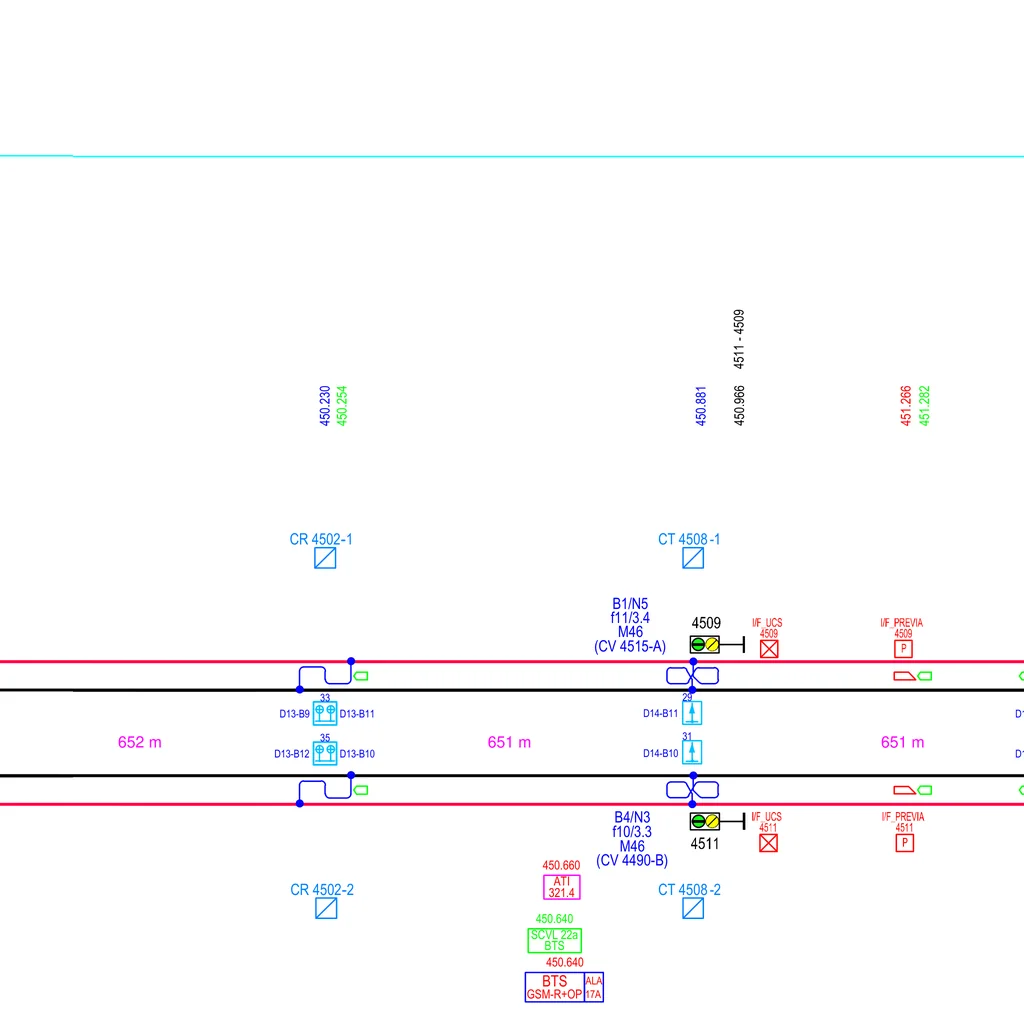 4511 - 4509
450.230
450.254
450.881
450.966
451.266
451.282
CR 4502-1
CT 4508-1
B1/N5
f11/3.4
M46
(CV 4515-A)
4509
I/F_UCS
4509
I/F_PREVIA
4509
P
33
D13-B9
D13-B11
29
D14-B11
652 m
651 m
651 m
35
D13-B12
D13-B10
31
D14-B10
B4/N3
f10/3.3
M46
(CV 4490-B)
4511
I/F_UCS
4511
I/F_PREVIA
4511
P
450.660
ATI
321.4
CR 4502-2
CT 4508-2
450.640
SCVL 22a
BTS
450.640
BTS
GSM-R+OP
ALA
17A